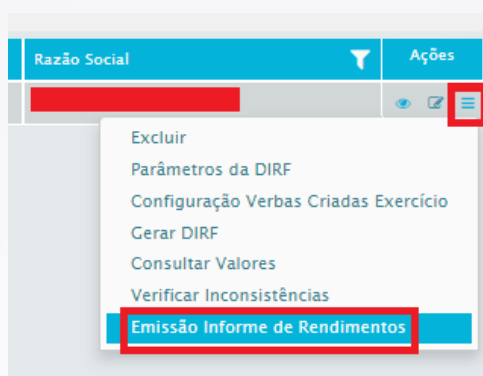 Razão Social
Ações
Excluir
Parâmetros da DIRF
Configuração Verbas Criadas Exercício
Gerar DIRF
Consultar Valores
Verificar Inconsistências
Emissão Informe de Rendimentos